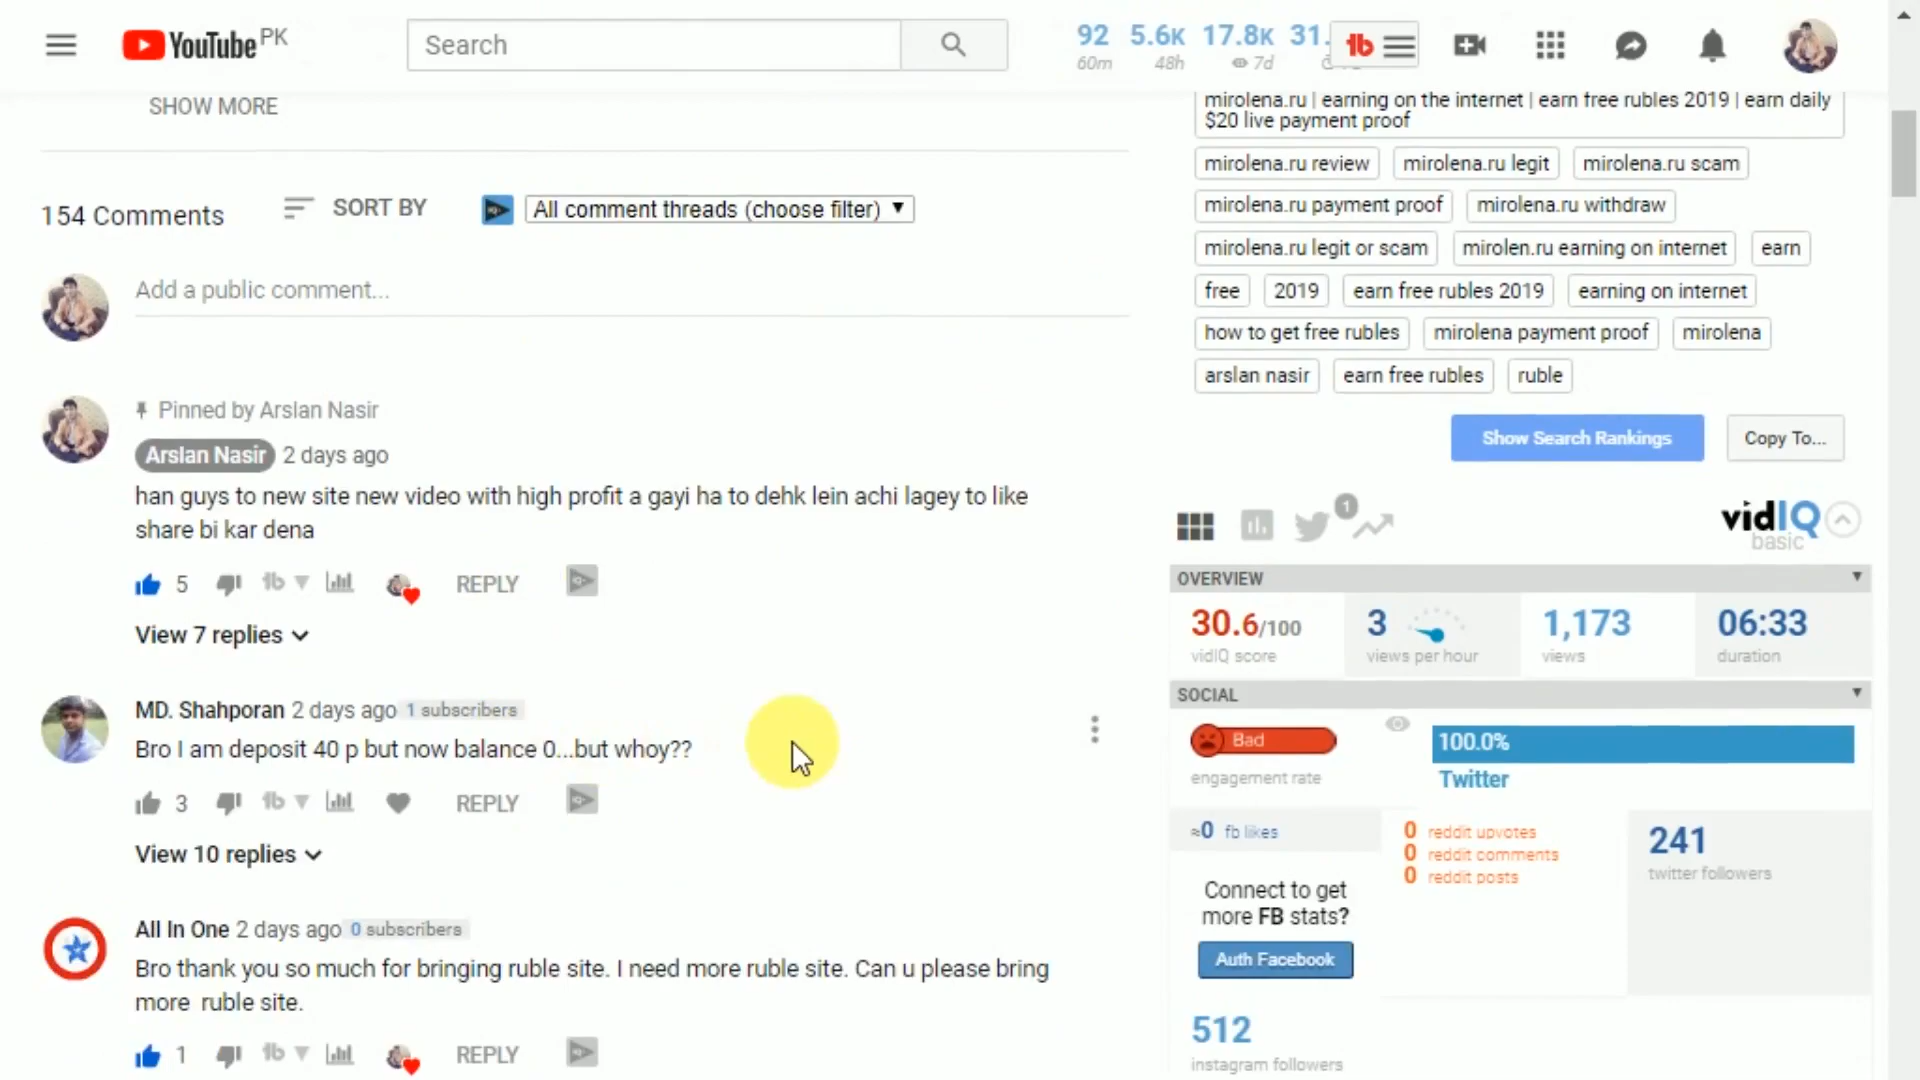 YouTube PK
Search
92 5.6K 17.8K 31.
60m 48h 7d
SHOW MORE
154 Comments
SORT BY
All comment threads (choose filter)
Add a public comment...
Pinned by Arslan Nasir
Arslan Nasir 2 days ago
han guys to new site new video with high profit a gayi ha to dehk lein achi lagey to like
share bi kar dena
5 REPLY
View 7 replies
MD. Shahporan 2 days ago 1 subscribers
Bro I am deposit 40 p but now balance 0...but whoy??
3 REPLY
View 10 replies
All In One 2 days ago 0 subscribers
Bro thank you so much for bringing ruble site. I need more ruble site. Can u please bring
more ruble site.
1 REPLY
mirolena.ru | earning on the internet | earn free rubles 2019 | earn daily
$20 live payment proof
mirolena.ru review mirolena.ru legit mirolena.ru scam
mirolena.ru payment proof mirolena.ru withdraw
mirolena.ru legit or scam mirolen.ru earning on internet earn
free 2019 earn free rubles 2019 earning on internet
how to get free rubles mirolena payment proof mirolena
arslan nasir earn free rubles ruble
Show Search Rankings Copy To...
1
vidIQ
basic
OVERVIEW
30.6/100 3 1,173 06:33
vidIQ score views per hour views duration
SOCIAL
Bad
engagement rate
100.0%
Twitter
≈0 fb likes
Connect to get
more FB stats?
Auth Facebook
0 reddit upvotes
0 reddit comments
0 reddit posts
241
twitter followers
512
instagram followers